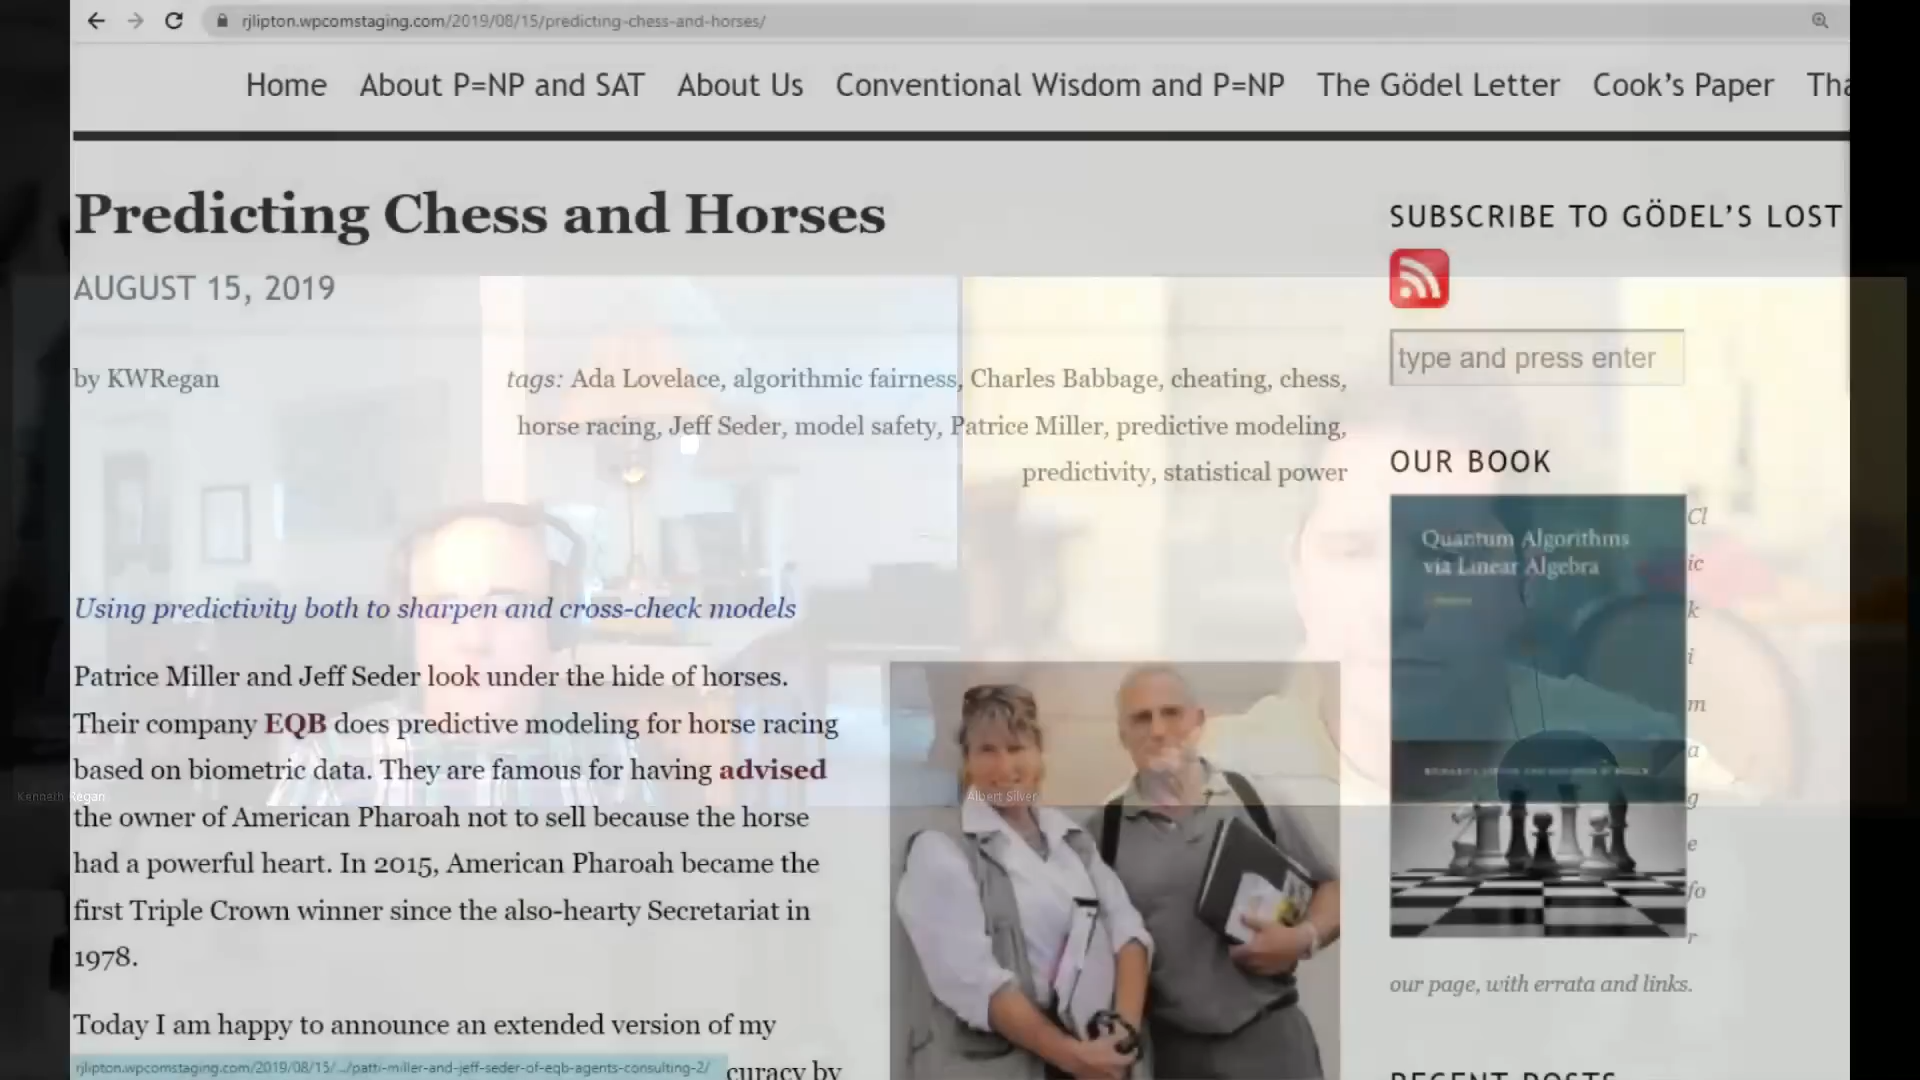 rjlipton.wpcomstaging.com/2019/08/15/predicting-chess-and-horses/
Home About P=NP and SAT About Us Conventional Wisdom and P=NP The Gödel Letter Cook's Paper Tha
Predicting Chess and Horses
AUGUST 15, 2019
by KWRegan
tags: Ada Lovelace, algorithmic fairness, Charles Babbage, cheating, chess,
horse racing, Jeff Seder, model safety, Patrice Miller, predictive modeling,
predictivity, statistical power
Using predictivity both to sharpen and cross-check models
Patrice Miller and Jeff Seder look under the hide of horses.
Their company EQB does predictive modeling for horse racing
based on biometric data. They are famous for having advised
the owner of American Pharoah not to sell because the horse
had a powerful heart. In 2015, American Pharoah became the
first Triple Crown winner since the also-hearty Secretariat in
1978.
Today I am happy to announce an extended version of my
curacy by
rjlipton.wpcomstaging.com/2019/08/15/.../patti-miller-and-jeff-seder-of-eqb-agents-consulting-2/
Kenneth Regan
Albert Silver
SUBSCRIBE TO GÖDEL'S LOST
type and press enter
OUR BOOK
Quantum Algorithms
via Linear Algebra
Cl
ic
k
i
m
a
g
e
fo
r
our page, with errata and links.
RECENT POSTS